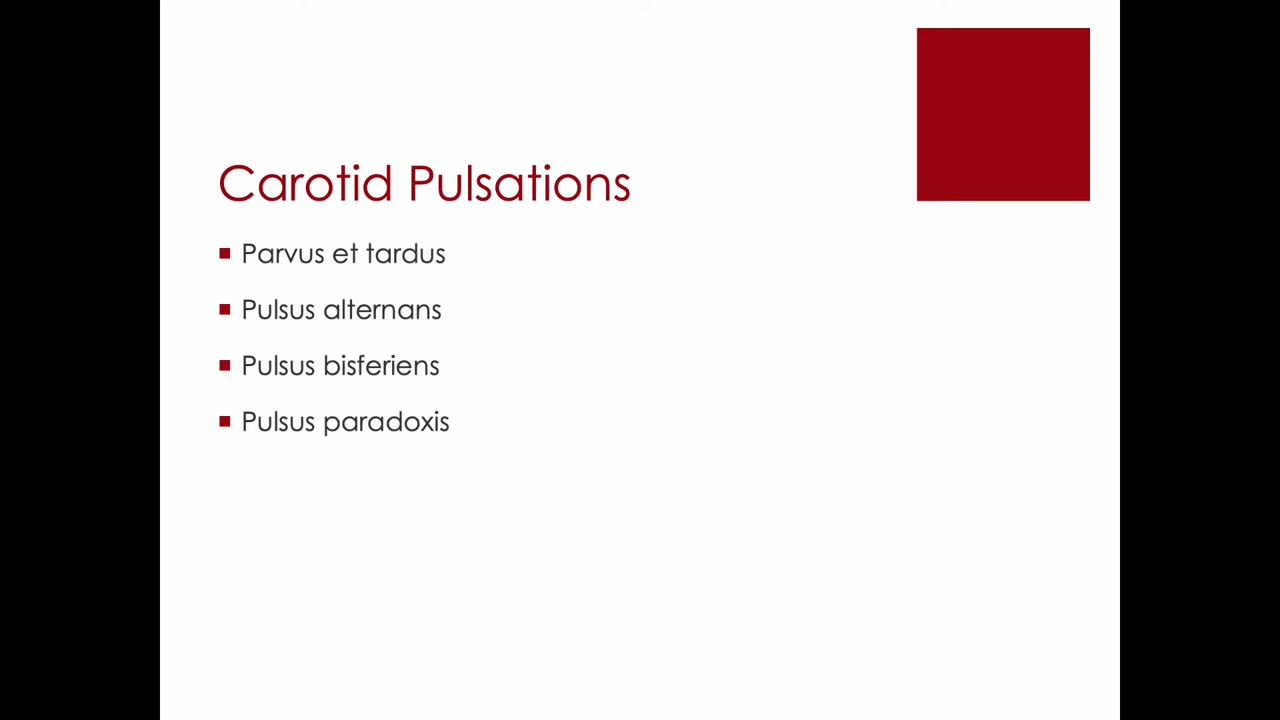 Carotid Pulsations
Parvus et tardus
Pulsus alternans
Pulsus bisferiens
Pulsus paradoxis